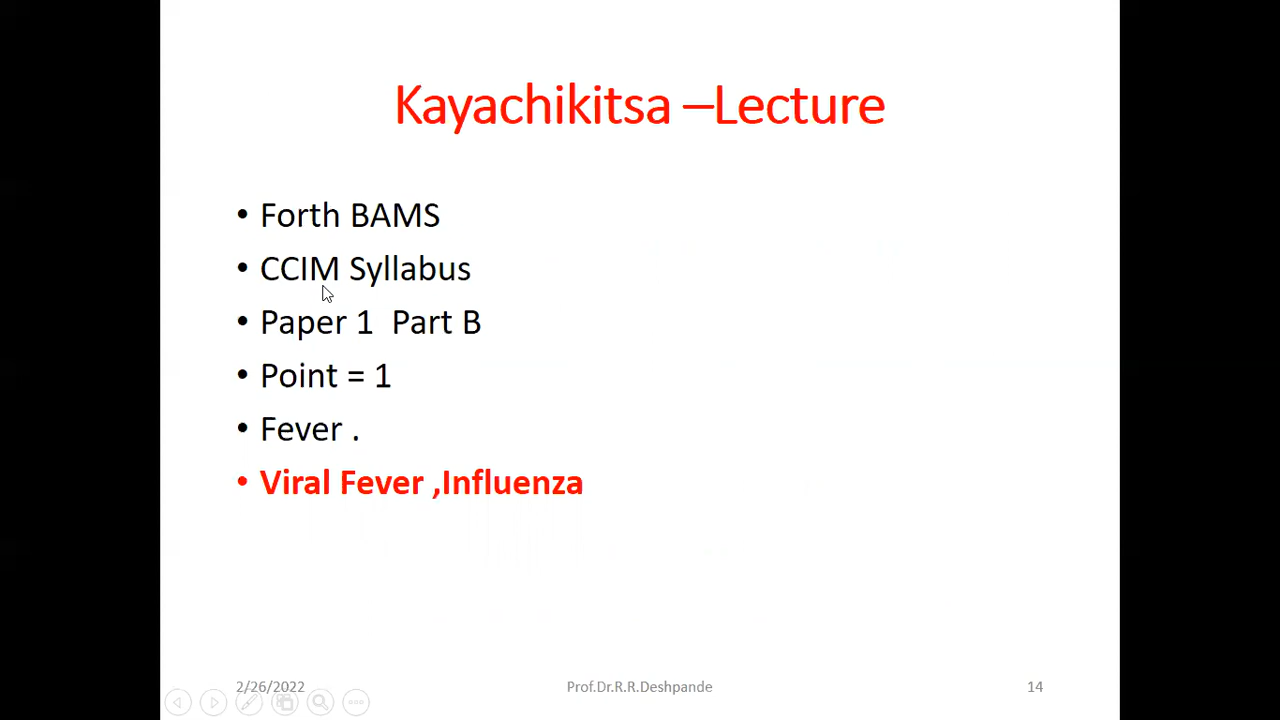 Kayachikitsa –Lecture
• Forth BAMS
• CCIM Syllabus
• Paper 1 Part B
• Point = 1
• Fever .
• Viral Fever ,Influenza
2/26/2022 Prof.Dr.R.R.Deshpande 14